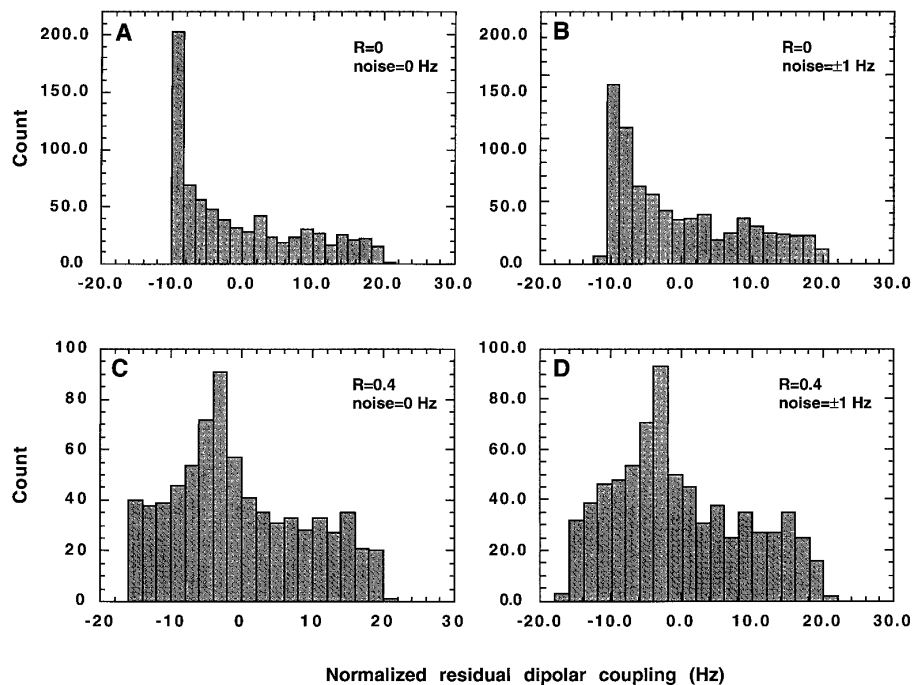 A
R=0
noise=0 Hz
200.0
150.0
100.0
50.0
0.0
Count
-20.0 -10.0 0.0 10.0 20.0 30.0
B
R=0
noise=±1 Hz
200.0
150.0
100.0
50.0
0.0
-20.0 -10.0 0.0 10.0 20.0 30.0
C
R=0.4
noise=0 Hz
100
80
60
40
20
0
Count
-20 -10 0 10 20 30
D
R=0.4
noise=±1 Hz
100.0
80.0
60.0
40.0
20.0
0.0
-20.0 -10.0 0.0 10.0 20.0 30.0
Normalized residual dipolar coupling (Hz)